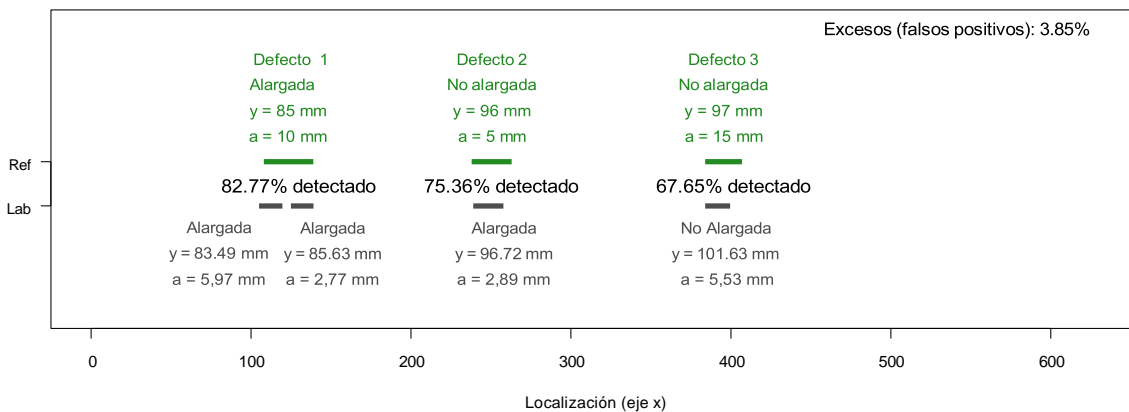 Excesos (falsos positivos): 3.85%
Defecto 1
Alargada
y = 85 mm
a = 10 mm
Defecto 2
No alargada
y = 96 mm
a = 5 mm
Defecto 3
No alargada
y = 97 mm
a = 15 mm
Ref
82.77% detectado
75.36% detectado
67.65% detectado
Lab
Alargada
y = 83.49 mm
a = 5,97 mm
Alargada
y = 85.63 mm
a = 2,77 mm
Alargada
y = 96.72 mm
a = 2,89 mm
No Alargada
y = 101.63 mm
a = 5,53 mm
0 100 200 300 400 500 600
Localización (eje x)